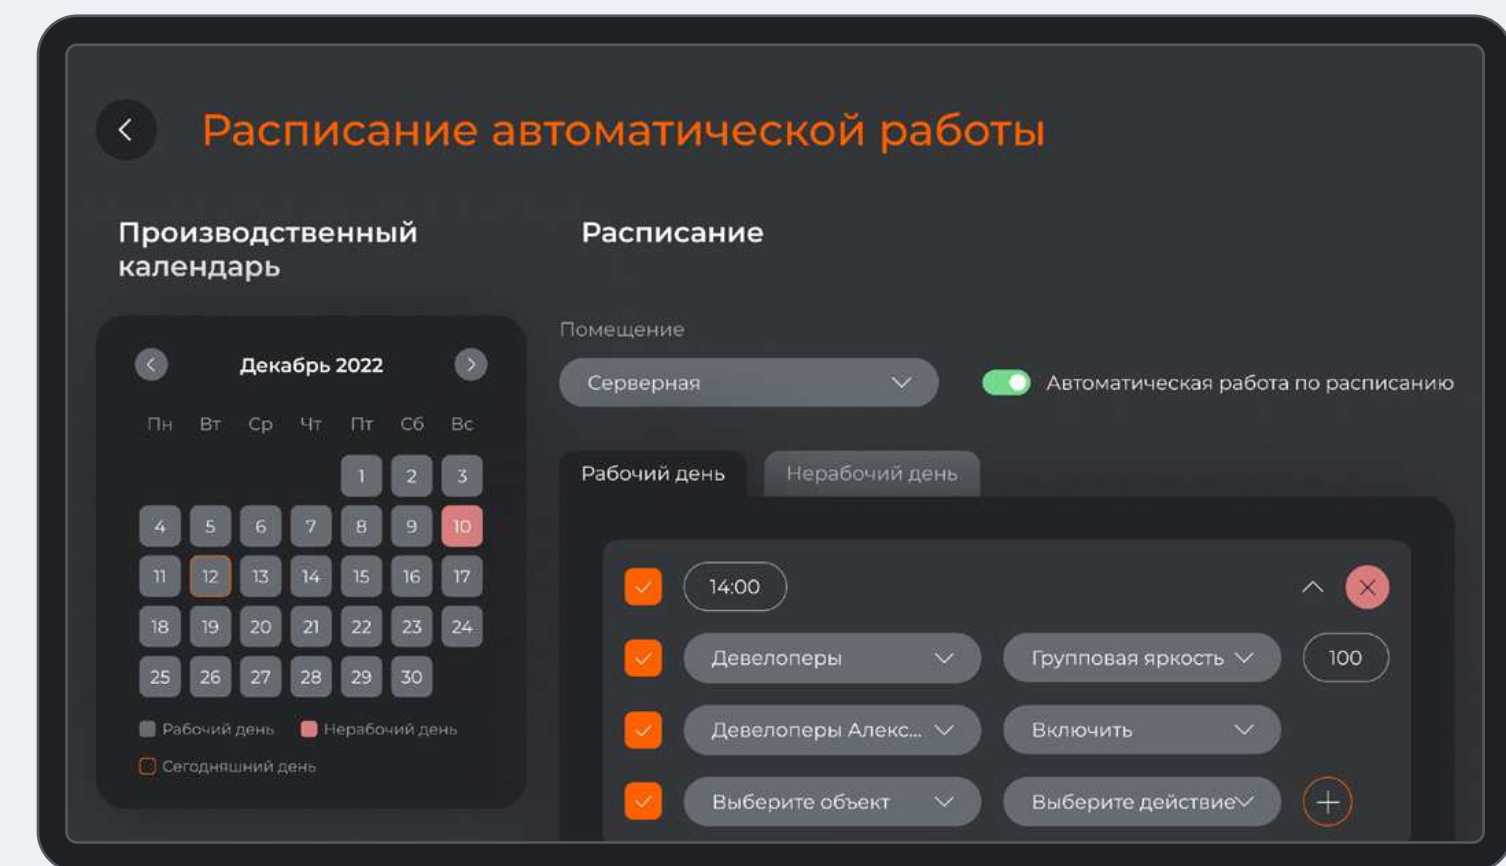 Расписание автоматической работы
Производственный
календарь
Декабрь 2022
Пн Вт Ср Чт Пт Сб Вс
1 2 3
4 5 6 7 8 9 10
11 12 13 14 15 16 17
18 19 20 21 22 23 24
25 26 27 28 29 30
Рабочий день Нерабочий день
Сегодняшний день
Расписание
Помещение
Серверная
Автоматическая работа по расписанию
Рабочий день Нерабочий день
14:00
Девелоперы Групповая яркость 100
Девелоперы Алекс... Включить
Выберите объект Выберите действие